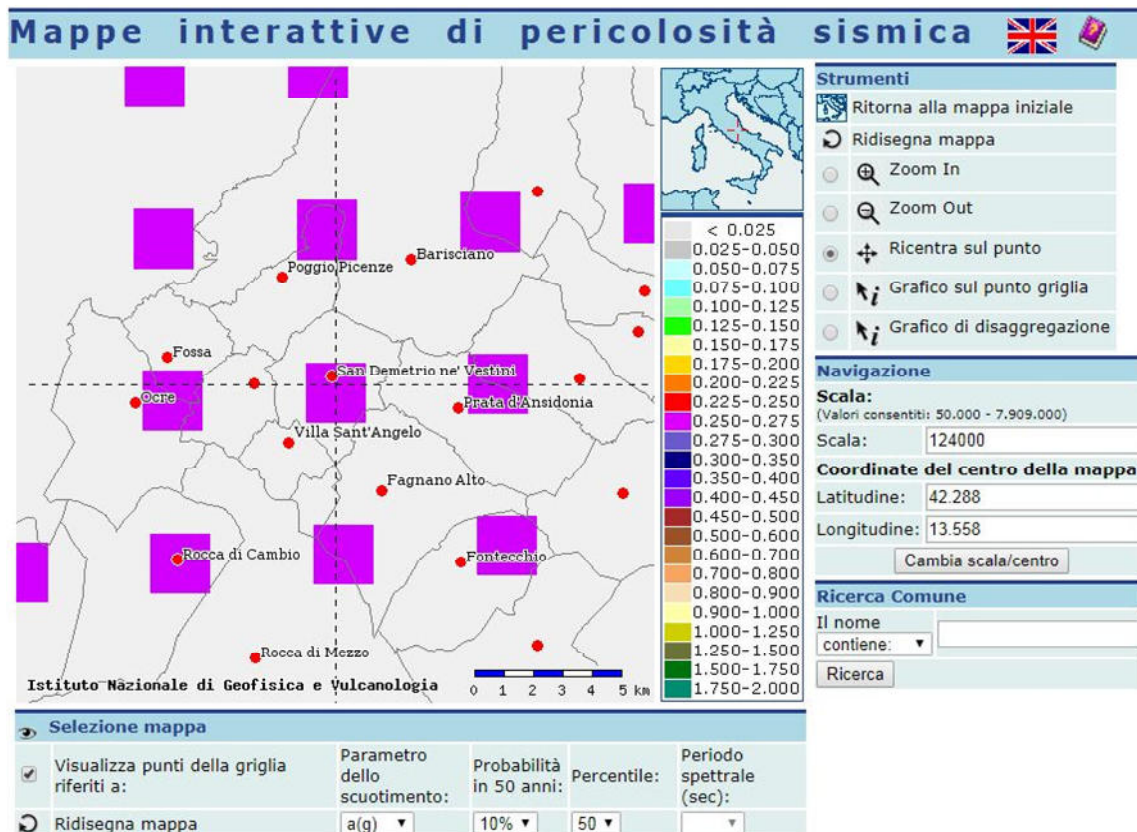 Mappe interattive di pericolosità sismica
Poggio Picenze
Barisciano
Fossa
San Demetrio ne' Vestini
Ocre
Prata d'Ansidonia
Villa Sant'Angelo
Fagnano Alto
Rocca di Cambio
Fontecchio
Rocca di Mezzo
Istituto Nazionale di Geofisica e Vulcanologia
0 1 2 3 4 5 km
< 0.025
0.025-0.050
0.050-0.075
0.075-0.100
0.100-0.125
0.125-0.150
0.150-0.175
0.175-0.200
0.200-0.225
0.225-0.250
0.250-0.275
0.275-0.300
0.300-0.350
0.350-0.400
0.400-0.450
0.450-0.500
0.500-0.600
0.600-0.700
0.700-0.800
0.800-0.900
0.900-1.000
1.000-1.250
1.250-1.500
1.500-1.750
1.750-2.000
Strumenti
Ritorna alla mappa iniziale
Ridisegna mappa
Zoom In
Zoom Out
Ricentra sul punto
i Grafico sul punto griglia
i Grafico di disaggregazione
Navigazione
Scala:
(Valori consentiti: 50.000 - 7.909.000)
Scala: 124000
Coordinate del centro della mappa
Latitudine: 42.288
Longitudine: 13.558
Cambia scala/centro
Ricerca Comune
Il nome
contiene:
Ricerca
Selezione mappa
Visualizza punti della griglia
riferiti a:
Parametro
dello
scuotimento:
Probabilità
in 50 anni:
Percentile:
Periodo
spettrale
(sec):
Ridisegna mappa
a(g) 10% 50